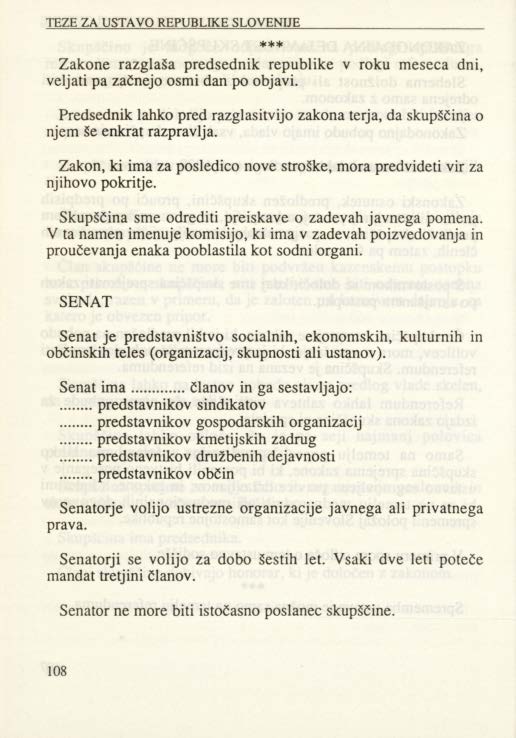 TEZE ZA USTAVO REPUBLIKE SLOVENIJE
***
Zakone razglaša predsednik republike v roku meseca dni,
veljati pa začnejo osmi dan po objavi.
Predsednik lahko pred razglasitvijo zakona terja, da skupščina o
njem še enkrat razpravlja.
Zakon, ki ima za posledico nove stroške, mora predvideti vir za
njihovo pokritje.
Skupščina sme odrediti preiskave o zadevah javnega pomena.
V ta namen imenuje komisijo, ki ima v zadevah poizvedovanja in
proučevanja enaka pooblastila kot sodni organi.
SENAT
Senat je predstavništvo socialnih, ekonomskih, kulturnih in
občinskih teles (organizacij, skupnosti ali ustanov).
Senat ima ............... članov in ga sestavljajo:
........ predstavnikov sindikatov
........ predstavnikov gospodarskih organizacij
........ predstavnikov kmetijskih zadrug
........ predstavnikov družbenih dejavnosti
........ predstavnikov občin
Senatorje volijo ustrezne organizacije javnega ali privatnega
prava.
Senatorji se volijo za dobo šestih let. Vsaki dve leti poteče
mandat tretjini članov.
Senator ne more biti istočasno poslanec skupščine.
108